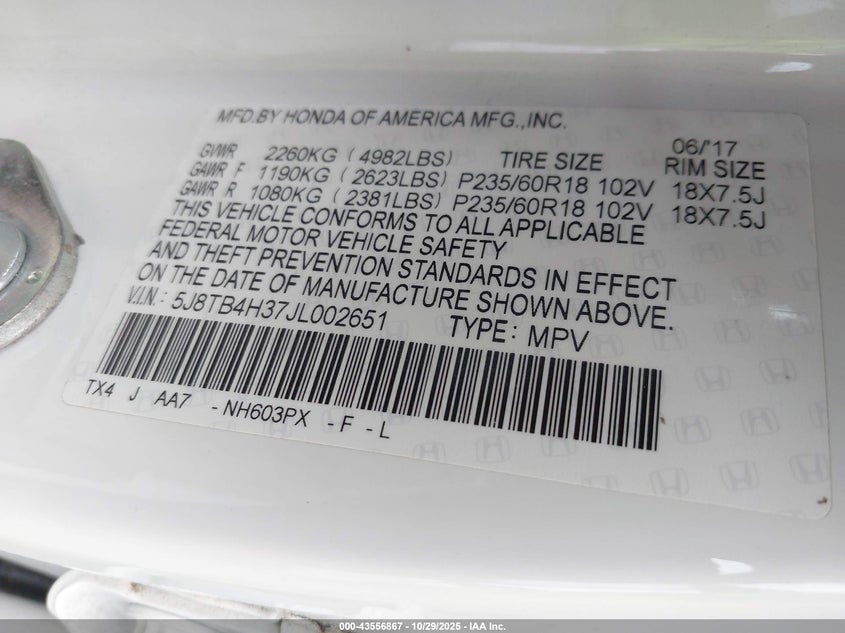 MFD.BY HONDA OF AMERICA MFG.,INC.
06/'17
GVWR 2260KG (4982LBS) TIRE SIZE RIM SIZE
GAWR F 1190KG (2623LBS) P235/60R18 102V 18X7.5J
GAWR R 1080KG (2381LBS) P235/60R18 102V 18X7.5J
THIS VEHICLE CONFORMS TO ALL APPLICABLE
FEDERAL MOTOR VEHICLE SAFETY
AND THEFT PREVENTION STANDARDS IN EFFECT
ON THE DATE OF MANUFACTURE SHOWN ABOVE.
V.I.N.: 5J8TB4H37JL002651 TYPE: MPV
TX4 J AA7 -NH603PX -F -L
000-43556867 - 10/29/2025 - IAA Inc.